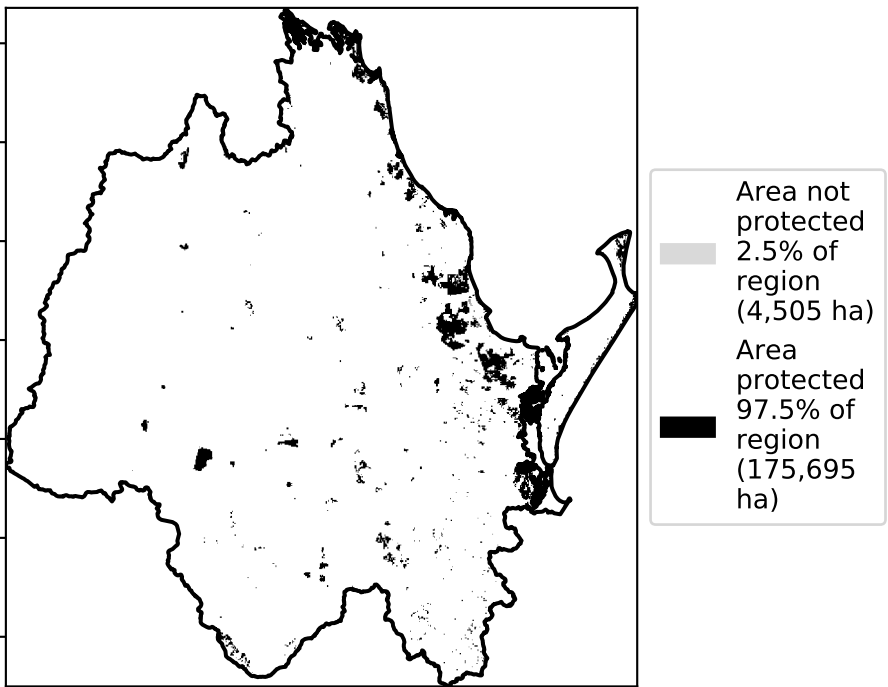 Area not
protected
2.5% of
region
(4,505 ha)
Area
protected
97.5% of
region
(175,695
ha)